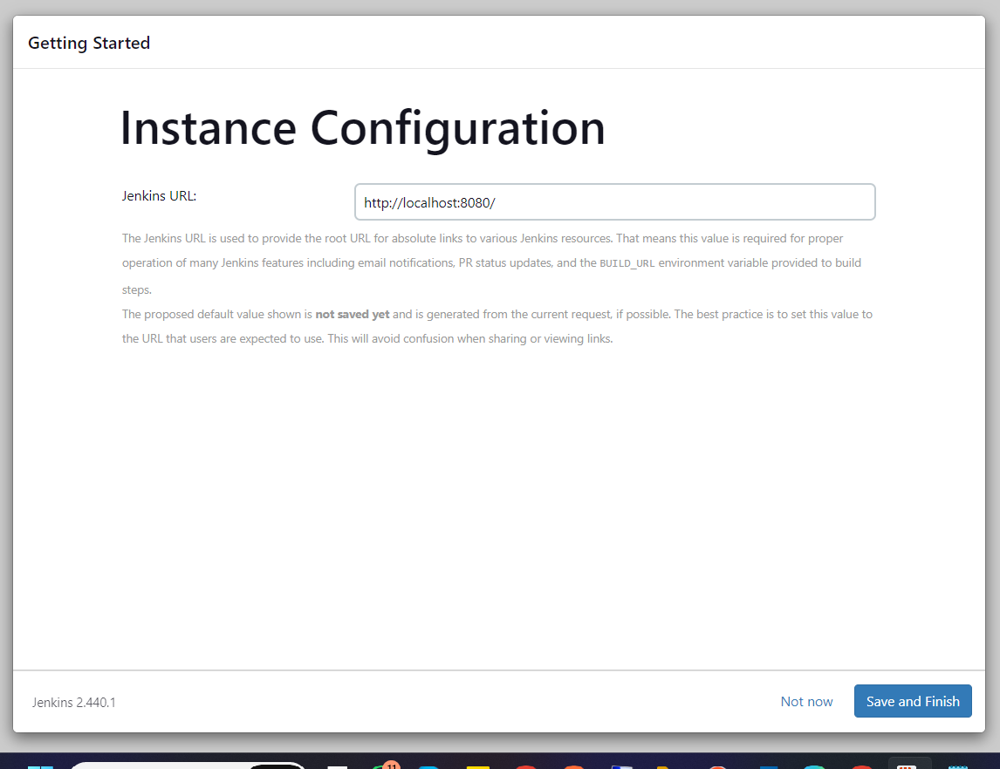 Getting Started
Instance Configuration
Jenkins URL:
http://localhost:8080/
The Jenkins URL is used to provide the root URL for absolute links to various Jenkins resources. That means this value is required for proper
operation of many Jenkins features including email notifications, PR status updates, and the BUILD_URL environment variable provided to build
steps.
The proposed default value shown is not saved yet and is generated from the current request, if possible. The best practice is to set this value to
the URL that users are expected to use. This will avoid confusion when sharing or viewing links.
Jenkins 2.440.1
Not now
Save and Finish
11